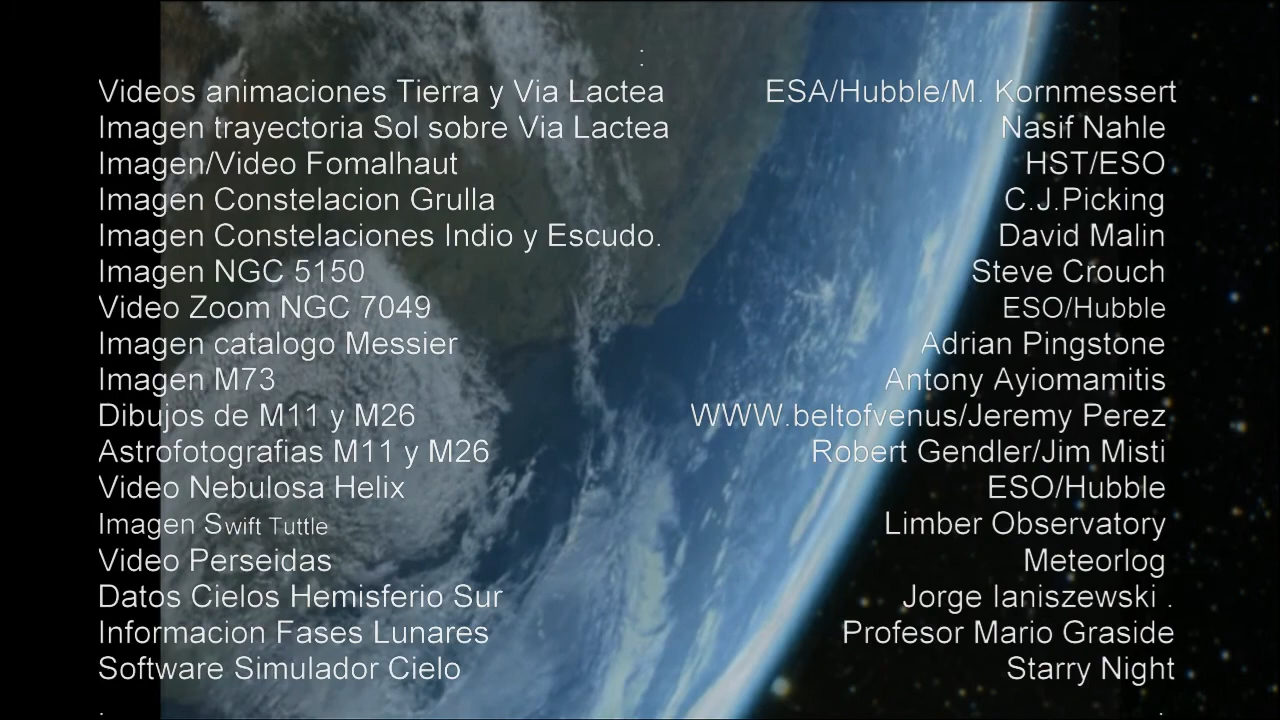 Videos animaciones Tierra y Via Lactea ESA/Hubble/M. Kornmessert
Imagen trayectoria Sol sobre Via Lactea Nasif Nahle
Imagen/Video Fomalhaut HST/ESO
Imagen Constelacion Grulla C.J.Picking
Imagen Constelaciones Indio y Escudo. David Malin
Imagen NGC 5150 Steve Crouch
Video Zoom NGC 7049 ESO/Hubble
Imagen catalogo Messier Adrian Pingstone
Imagen M73 Antony Ayiomamitis
Dibujos de M11 y M26 WWW.beltofvenus/Jeremy Perez
Astrofotografias M11 y M26 Robert Gendler/Jim Misti
Video Nebulosa Helix ESO/Hubble
Imagen Swift Tuttle Limber Observatory
Video Perseidas Meteorlog
Datos Cielos Hemisferio Sur Jorge Ianiszewski .
Informacion Fases Lunares Profesor Mario Graside
Software Simulador Cielo Starry Night